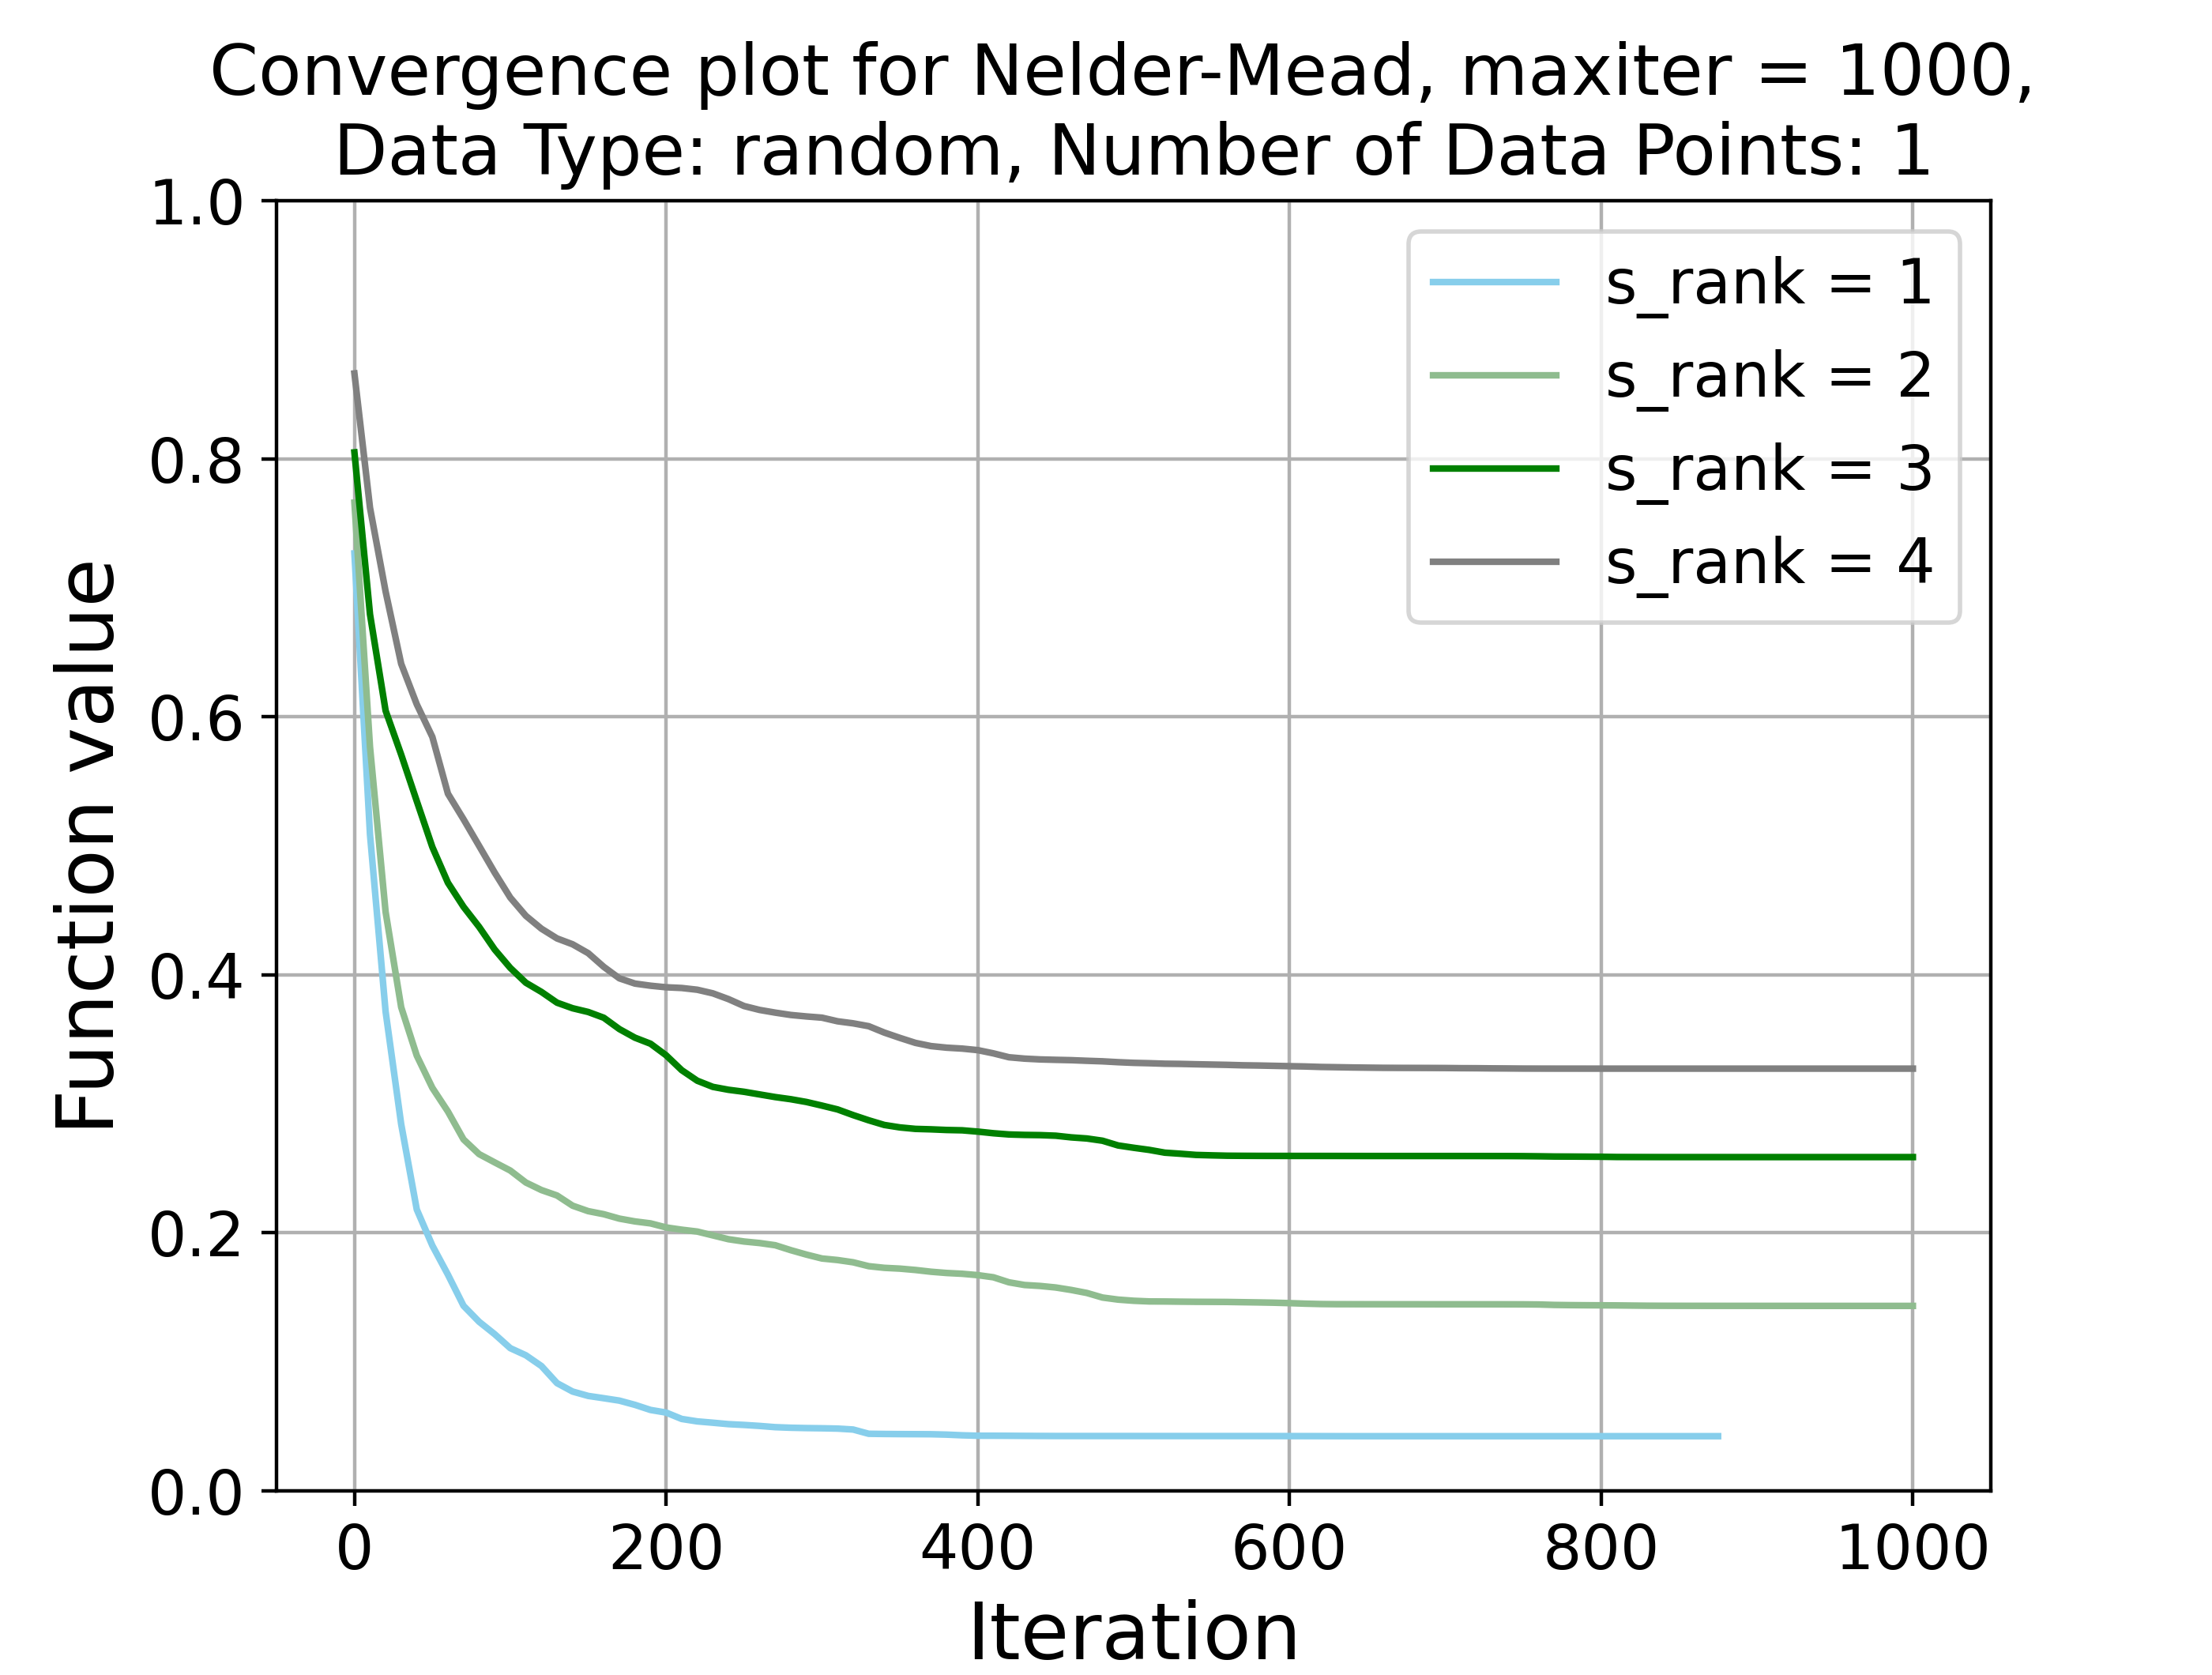 Convergence plot for Nelder-Mead, maxiter = 1000,
Data Type: random, Number of Data Points: 1
1.0
0.8
0.6
0.4
0.2
0.0
Function value
s_rank = 1
s_rank = 2
s_rank = 3
s_rank = 4
0 200 400 600 800 1000
Iteration